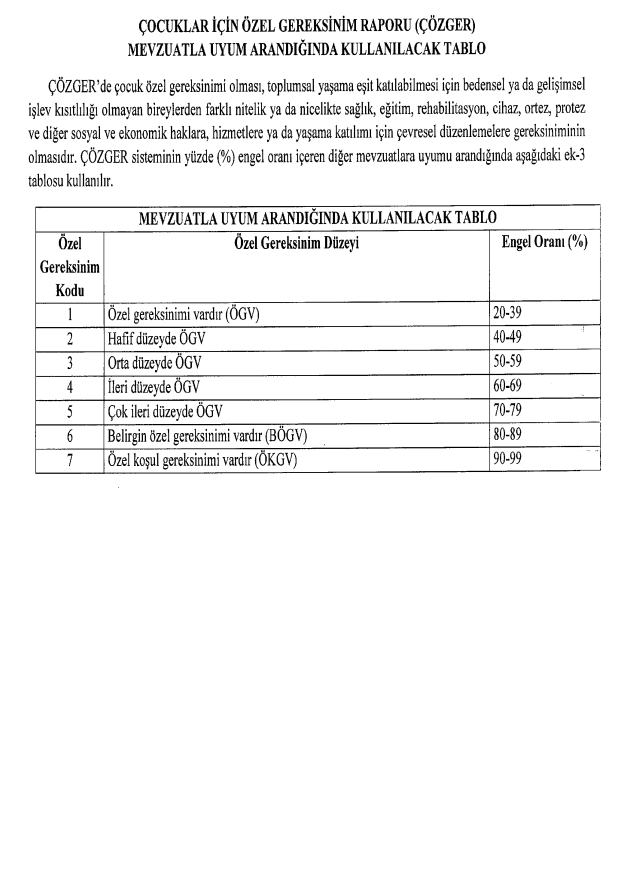 ÇOCUKLAR İÇİN ÖZEL GEREKSİNİM RAPORU (ÇÖZGER)
MEVZUATLA UYUM ARANDIĞINDA KULLANILACAK TABLO
ÇÖZGER'de çocuk özel gereksinimi olması, toplumsal yaşama eşit katılabilmesi için bedensel ya da gelişimsel
işlev kısıtlılığı olmayan bireylerden farklı nitelik ya da nicelikte sağlık, eğitim, rehabilitasyon, cihaz, ortez, protez
ve diğer sosyal ve ekonomik haklara, hizmetlere ya da yaşama katılımı için çevresel düzenlemelere gereksiniminin
olmasıdır. ÇÖZGER sisteminin yüzde (%) engel oranı içeren diğer mevzuatlara uyumu arandığında aşağıdaki ek-3
tablosu kullanılır.
MEVZUATLA UYUM ARANDIĞINDA KULLANILACAK TABLO
Özel Gereksinim Kodu Özel Gereksinim Düzeyi Engel Oranı (%)
1 Özel gereksinimi vardır (ÖGV) 20-39
2 Hafif düzeyde ÖGV 40-49
3 Orta düzeyde ÖGV 50-59
4 İleri düzeyde ÖGV 60-69
5 Çok ileri düzeyde ÖGV 70-79
6 Belirgin özel gereksinimi vardır (BÖGV) 80-89
7 Özel koşul gereksinimi vardır (ÖKGV) 90-99